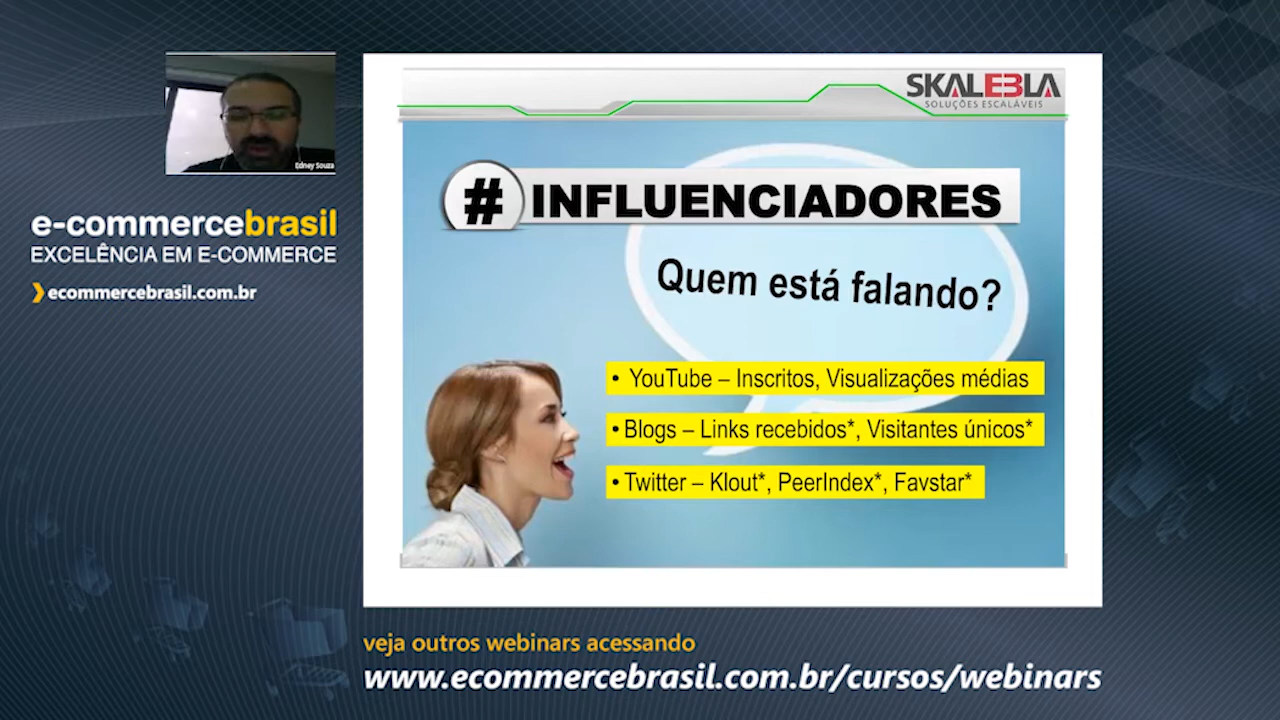 Edney Souza
e-commercebrasil
EXCELÊNCIA EM E-COMMERCE
ecommercebrasil.com.br
SKALEBLA
SOLUÇÕES ESCALÁVEIS
#INFLUENCIADORES
Quem está falando?
• YouTube – Inscritos, Visualizações médias
• Blogs – Links recebidos*, Visitantes únicos*
• Twitter – Klout*, PeerIndex*, Favstar*
veja outros webinars acessando
www.ecommercebrasil.com.br/cursos/webinars